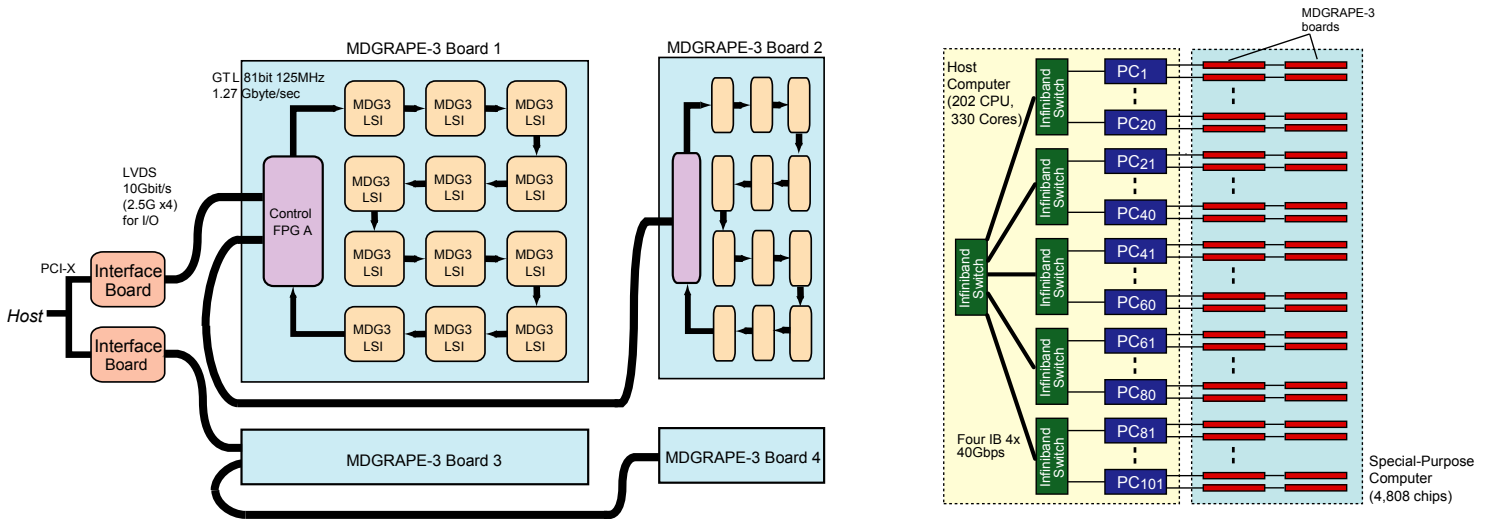 MDGRAPE-3 Board 1
GTL 81bit 125MHz
1.27 Gbyte/sec
MDG3
LSI
MDG3
LSI
MDG3
LSI
MDG3
LSI
MDG3
LSI
MDG3
LSI
MDG3
LSI
MDG3
LSI
MDG3
LSI
MDG3
LSI
MDG3
LSI
MDG3
LSI
Control
FPG A
LVDS
10Gbit/s
(2.5G x4)
for I/O
PCI-X
Interface
Board
Host
Interface
Board
MDGRAPE-3 Board 2
MDGRAPE-3 Board 3
MDGRAPE-3 Board 4
MDGRAPE-3
boards
Host
Computer
(202 CPU,
330 Cores)
Infiniband
Switch
Infiniband
Switch
Infiniband
Switch
Infiniband
Switch
Infiniband
Switch
Infiniband
Switch
PC1
PC20
PC21
PC40
PC41
PC60
PC61
PC80
PC81
PC101
Four IB 4x
40Gbps
Special-Purpose
Computer
(4,808 chips)